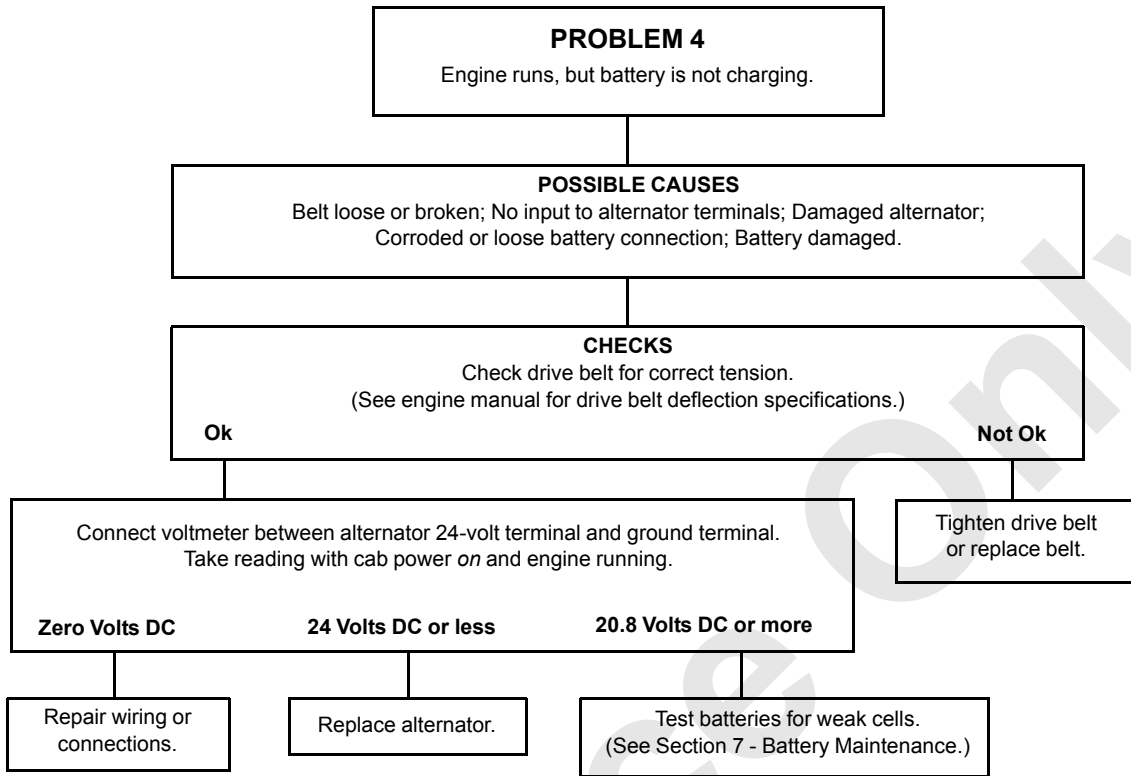 PROBLEM 4
Engine runs, but battery is not charging.
POSSIBLE CAUSES
Belt loose or broken; No input to alternator terminals; Damaged alternator;
Corroded or loose battery connection; Battery damaged.
CHECKS
Check drive belt for correct tension.
(See engine manual for drive belt deflection specifications.)
Ok
Not Ok
Connect voltmeter between alternator 24-volt terminal and ground terminal.
Take reading with cab power on and engine running.
Zero Volts DC
24 Volts DC or less
20.8 Volts DC or more
Tighten drive belt
or replace belt.
Repair wiring or
connections.
Replace alternator.
Test batteries for weak cells.
(See Section 7 - Battery Maintenance.)
ce Only